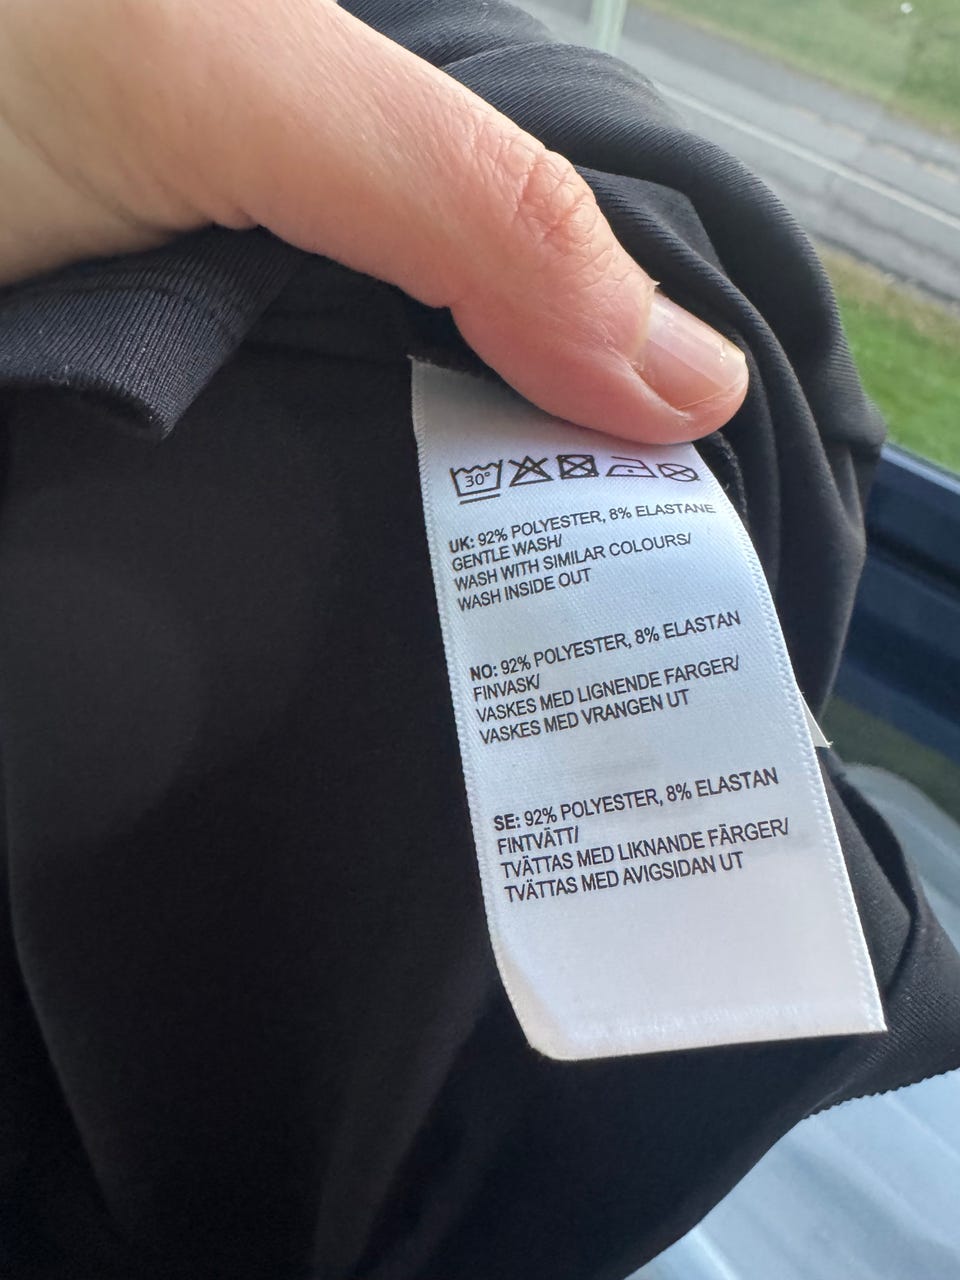 30°
UK: 92% POLYESTER, 8% ELASTANE
GENTLE WASH/
WASH WITH SIMILAR COLOURS/
WASH INSIDE OUT
NO: 92% POLYESTER, 8% ELASTAN
FINVASK/
VASKES MED LIGNENDE FARGER/
VASKES MED VRANGEN UT
SE: 92% POLYESTER, 8% ELASTAN
FINTVÄTT/
TVÄTTAS MED LIKNANDE FÄRGER/
TVÄTTAS MED AVIGSIDAN UT